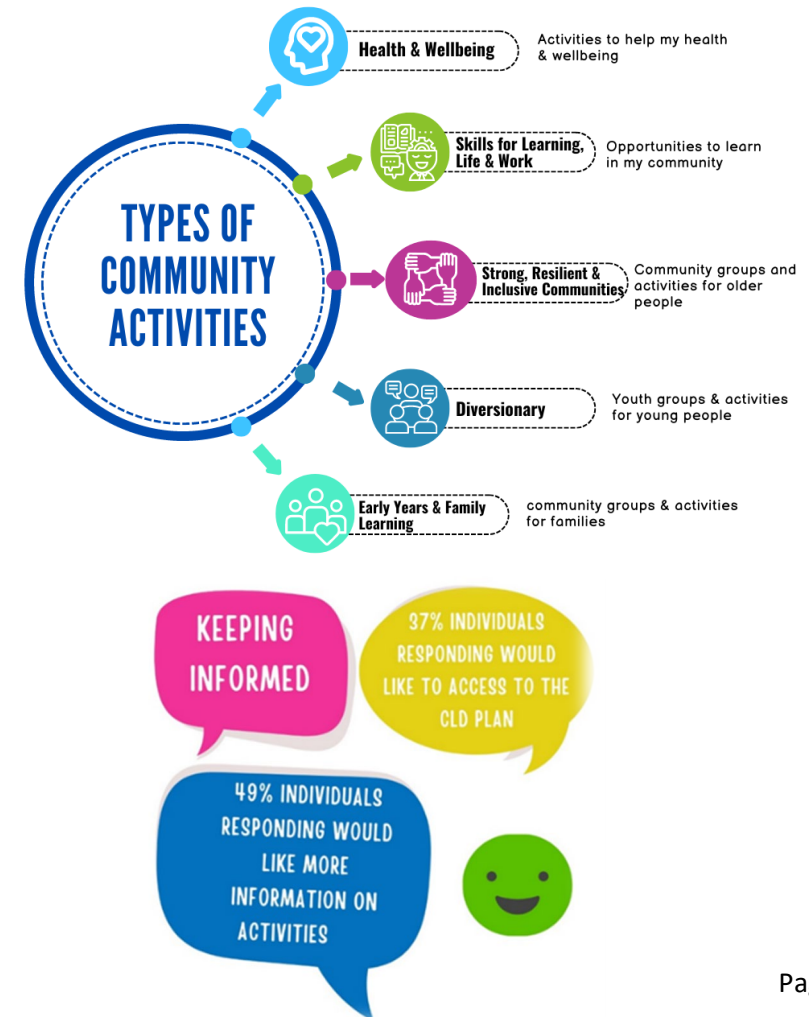 Health & Wellbeing
Activities to help my health
& wellbeing
Skills for Learning,
Life & Work
Opportunities to learn
in my community
TYPES OF
COMMUNITY
ACTIVITIES
Strong, Resilient &
Inclusive Communities
Community groups and
activities for older
people
Diversionary
Youth groups & activities
for young people
Early Years & Family
Learning
community groups & activities
for families
KEEPING
INFORMED
37% INDIVIDUALS
RESPONDING WOULD
LIKE TO ACCESS TO THE
CLD PLAN
49% INDIVIDUALS
RESPONDING WOULD
LIKE MORE
INFORMATION ON
ACTIVITIES